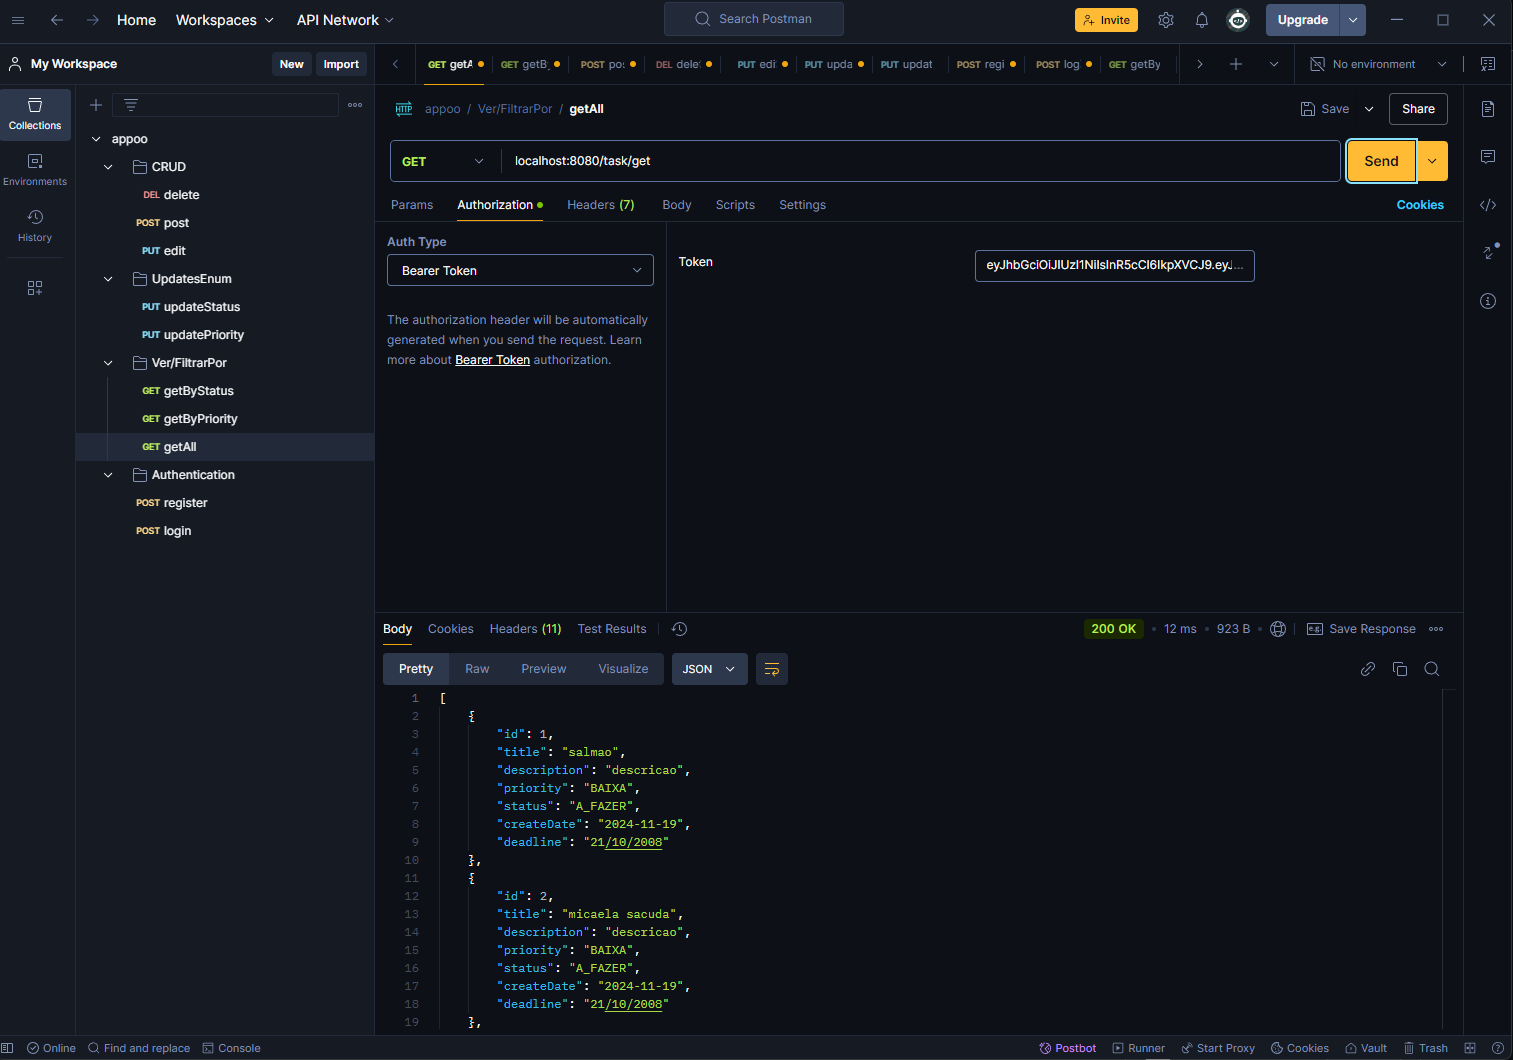 Home Workspaces API Network Search Postman Invite Upgrade
My Workspace New Import
GET getA GET getB POST po DEL dele PUT edi PUT upda PUT updat POST regi POST log GET getBy No environment
Collections
Environments
History
appoo
CRUD
DEL delete
POST post
PUT edit
UpdatesEnum
PUT updateStatus
PUT updatePriority
Ver/FiltrarPor
GET getByStatus
GET getByPriority
GET getAll
Authentication
POST register
POST login
HTTP appoo / Ver/FiltrarPor / getAll Save Share
GET localhost:8080/task/get Send
Params Authorization Headers (7) Body Scripts Settings Cookies
Auth Type
Bearer Token
The authorization header will be automatically
generated when you send the request. Learn
more about Bearer Token authorization.
Token
Body Cookies Headers (11) Test Results 200 OK • 12 ms • 923 B • e.g. Save Response
Pretty Raw Preview Visualize JSON
1 [
2 {
3 "id": 1,
4 "title": "salmao",
5 "description": "descricao",
6 "priority": "BAIXA",
7 "status": "A_FAZER",
8 "createDate": "2024-11-19",
9 "deadline": "21/10/2008"
10 },
11 {
12 "id": 2,
13 "title": "micaela sacuda",
14 "description": "descricao",
15 "priority": "BAIXA",
16 "status": "A_FAZER",
17 "createDate": "2024-11-19",
18 "deadline": "21/10/2008"
19 },
Online Find and replace Console Postbot Runner Start Proxy Cookies Vault Trash